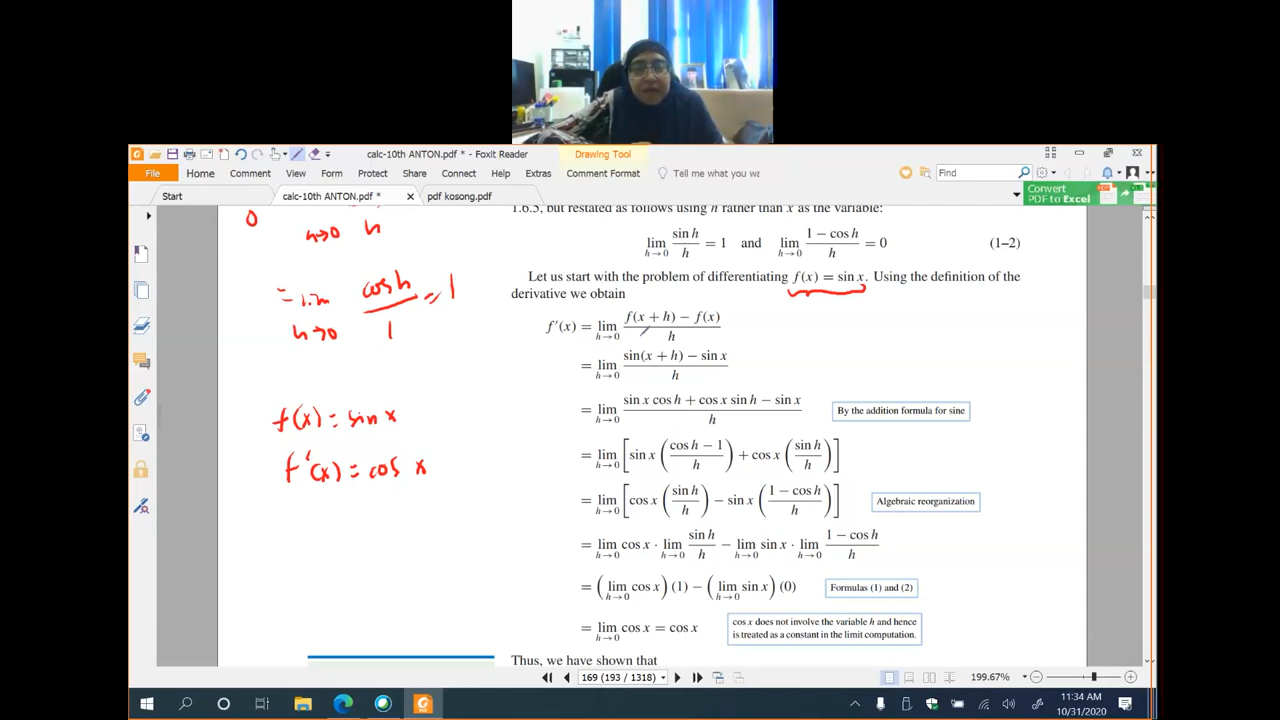 calc-10th ANTON.pdf * - Foxit Reader
Drawing Tool
File Home Comment View Form Protect Share Connect Help Extras Comment Format Tell me what you wa Find
Start calc-10th ANTON.pdf * pdf kosong.pdf
Convert
PDF to Excel
1.6.5, but restated as follows using h rather than x as the variable:
lim h→0 sin h / h = 1 and lim h→0 1 − cos h / h = 0 (1–2)
Let us start with the problem of differentiating f(x) = sin x. Using the definition of the
derivative we obtain
f′(x) = lim h→0 f(x + h) − f(x) / h
= lim h→0 sin(x + h) − sin x / h
= lim h→0 sin x cos h + cos x sin h − sin x / h By the addition formula for sine
= lim h→0 [sin x (cos h − 1 / h) + cos x (sin h / h)]
= lim h→0 [cos x (sin h / h) − sin x (1 − cos h / h)] Algebraic reorganization
= lim h→0 cos x · lim h→0 sin h / h − lim h→0 sin x · lim h→0 1 − cos h / h
= (lim h→0 cos x) (1) − (lim h→0 sin x) (0) Formulas (1) and (2)
= lim h→0 cos x = cos x
cos x does not involve the variable h and hence
is treated as a constant in the limit computation.
Thus, we have shown that
0 h→0 h
= lim h→0 cos h / 1 = 1
f(x) = sin x
f′(x) = cos x
169 (193 / 1318) 199.67%
11:34 AM
10/31/2020